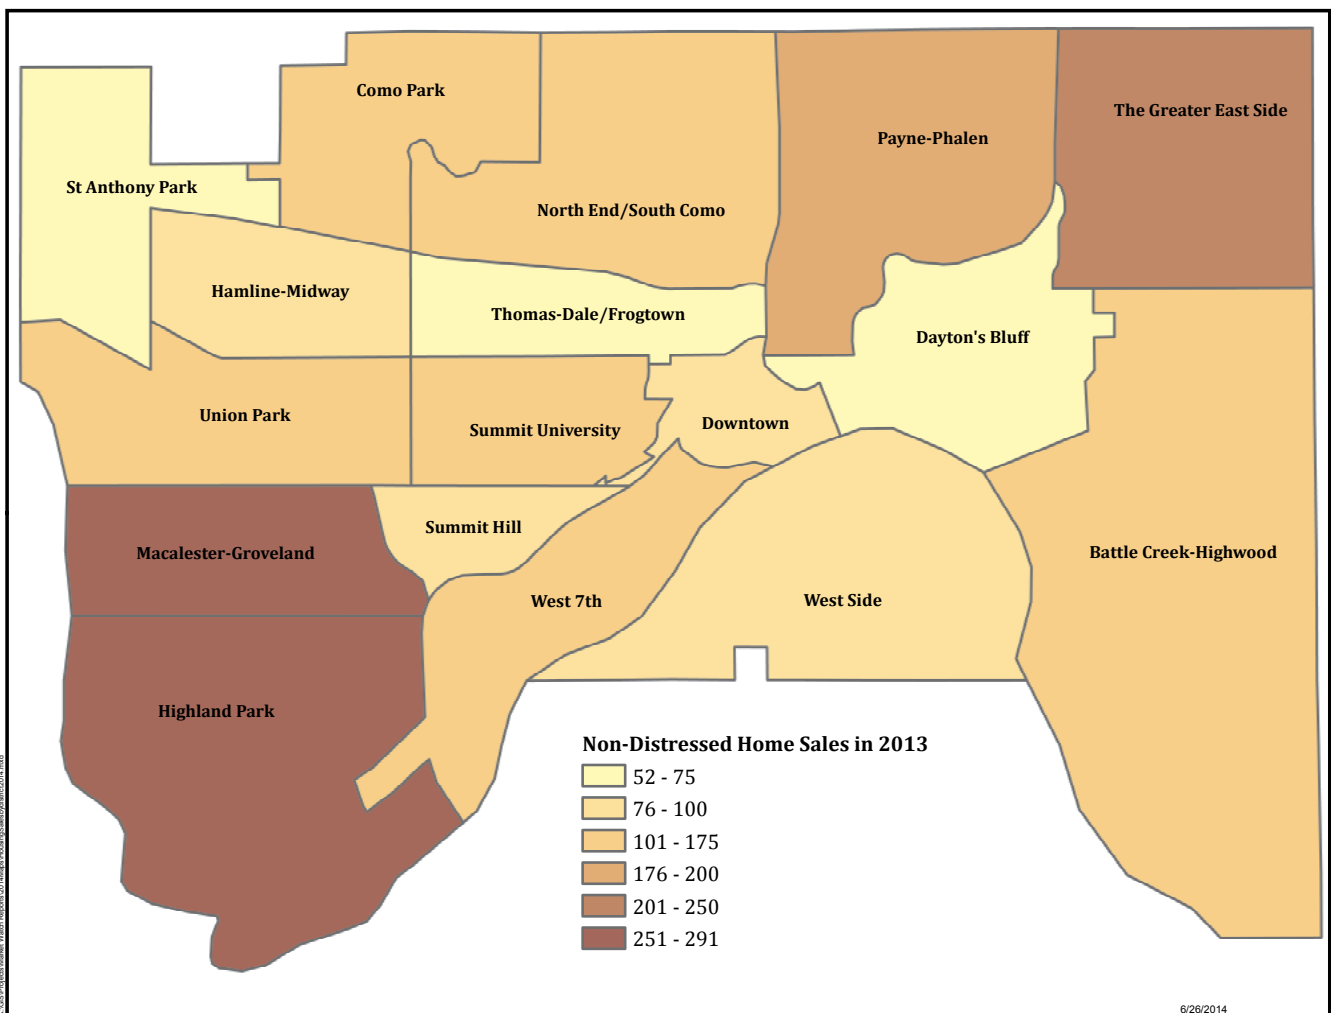 Como Park
The Greater East Side
Payne-Phalen
St Anthony Park
North End/South Como
Hamline-Midway
Thomas-Dale/Frogtown
Dayton's Bluff
Union Park
Summit University
Downtown
Summit Hill
Macalester-Groveland
Battle Creek-Highwood
West 7th
West Side
Highland Park
Non-Distressed Home Sales in 2013
52 - 75
76 - 100
101 - 175
176 - 200
201 - 250
251 - 291
6/26/2014